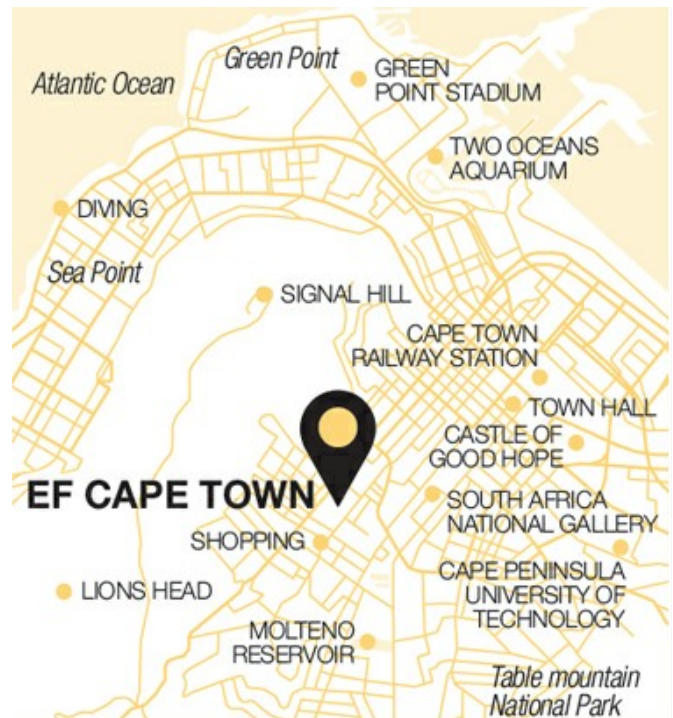 Green Point
Atlantic Ocean
GREEN
POINT STADIUM
TWO OCEANS
AQUARIUM
DIVING
Sea Point
SIGNAL HILL
CAPE TOWN
RAILWAY STATION
TOWN HALL
CASTLE OF
GOOD HOPE
EF CAPE TOWN
SOUTH AFRICA
NATIONAL GALLERY
SHOPPING
CAPE PENINSULA
UNIVERSITY OF
TECHNOLOGY
LIONS HEAD
MOLTENO
RESERVOIR
Table mountain
National Park